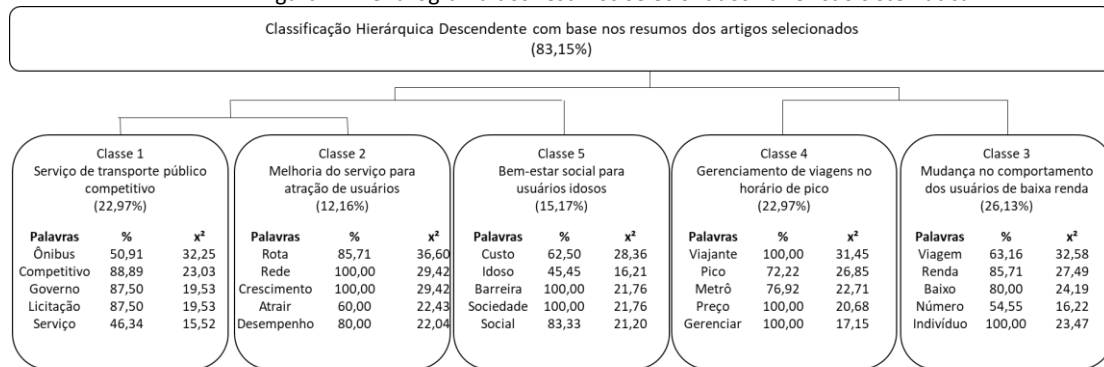 Classificação Hierárquica Descendente com base nos resumos dos artigos selecionados
(83,15%)
Classe 1
Serviço de transporte público
competitivo
(22,97%)
Palavras % x²
Ônibus 50,91 32,25
Competitivo 88,89 23,03
Governo 87,50 19,53
Licitação 87,50 19,53
Serviço 46,34 15,52
Classe 2
Melhoria do serviço para
atração de usuários
(12,16%)
Palavras % x²
Rota 85,71 36,60
Rede 100,00 29,42
Crescimento 100,00 29,42
Atrair 60,00 22,43
Desempenho 80,00 22,04
Classe 5
Bem-estar social para
usuários idosos
(15,17%)
Palavras % x²
Custo 62,50 28,36
Idoso 45,45 16,21
Barreira 100,00 21,76
Sociedade 100,00 21,76
Social 83,33 21,20
Classe 4
Gerenciamento de viagens no
horário de pico
(22,97%)
Palavras % x²
Viajante 100,00 31,45
Pico 72,22 26,85
Metrô 76,92 22,71
Preço 100,00 20,68
Gerenciar 100,00 17,15
Classe 3
Mudança no comportamento
dos usuários de baixa renda
(26,13%)
Palavras % x²
Viagem 63,16 32,58
Renda 85,71 27,49
Baixo 80,00 24,19
Número 54,55 16,22
Indivíduo 100,00 23,47